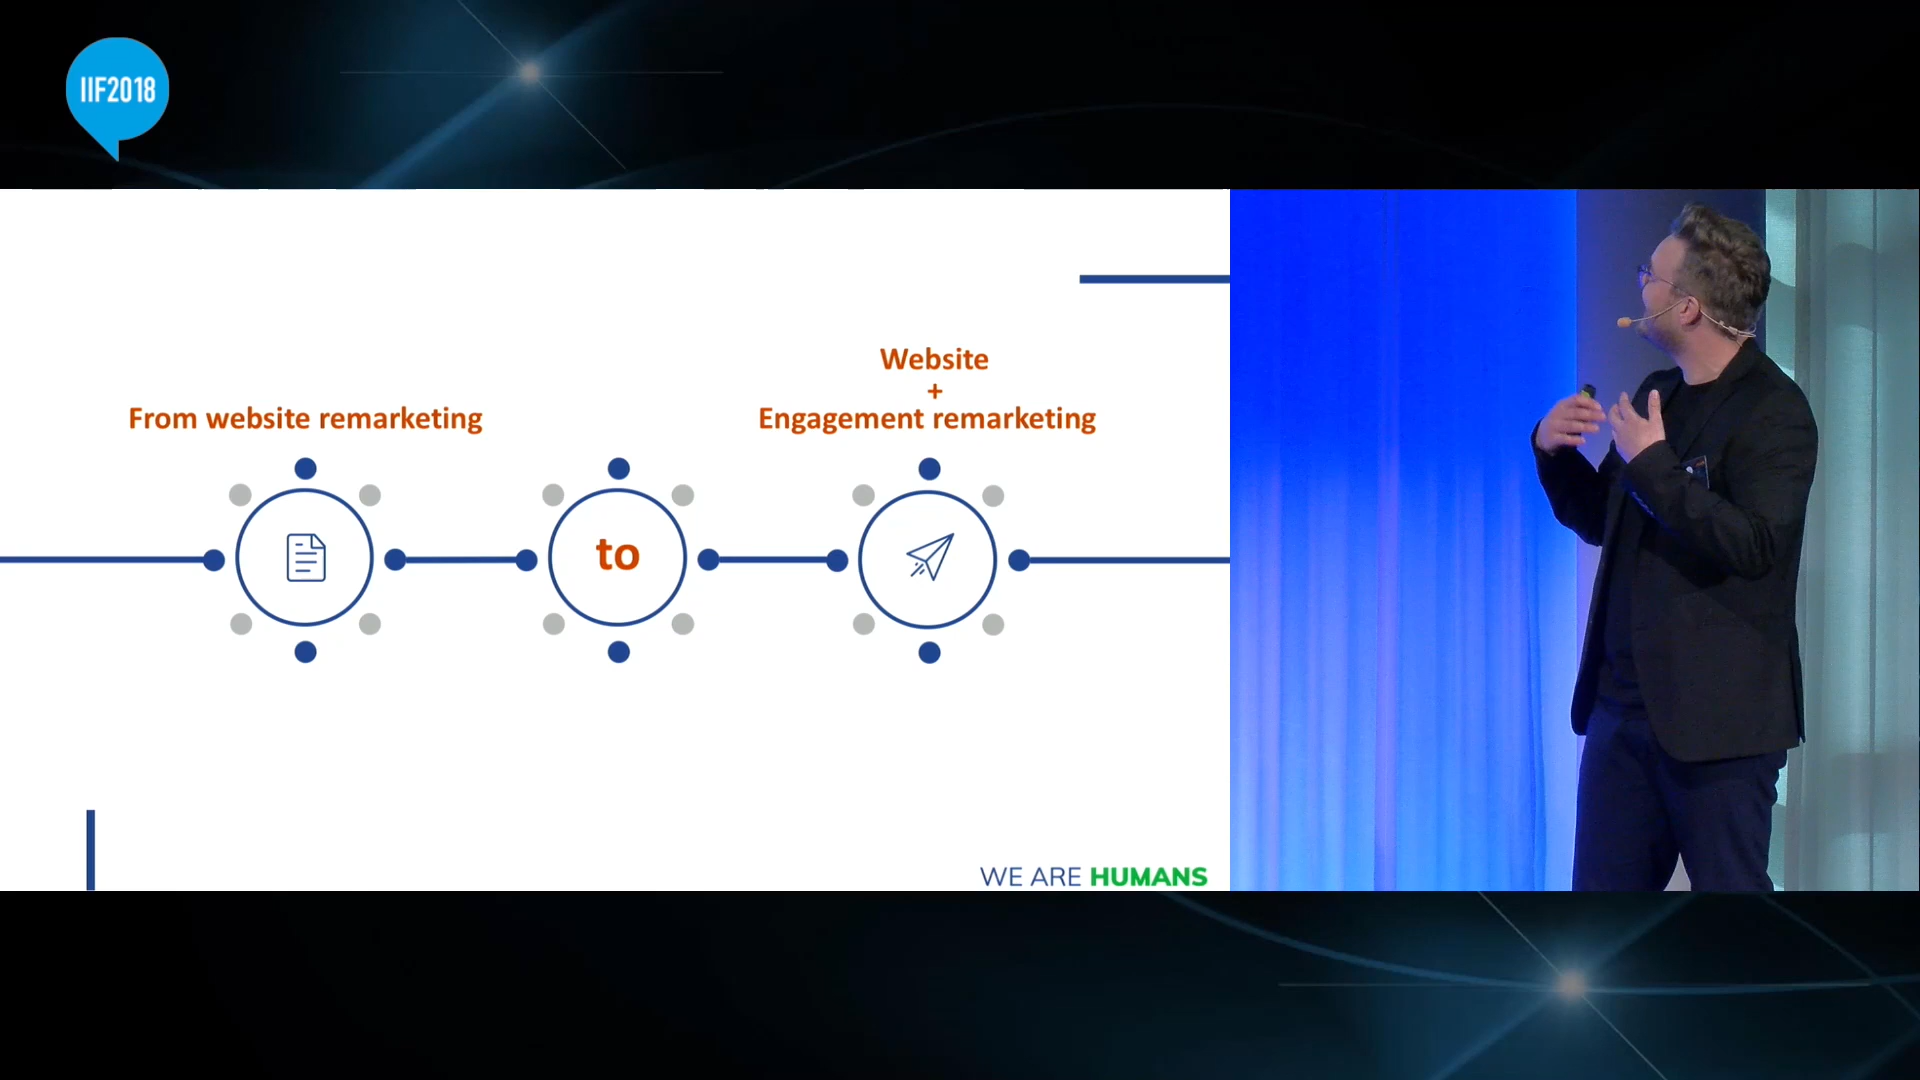 IIF2018
Website
+
From website remarketing
Engagement remarketing
to
WE ARE HUMANS